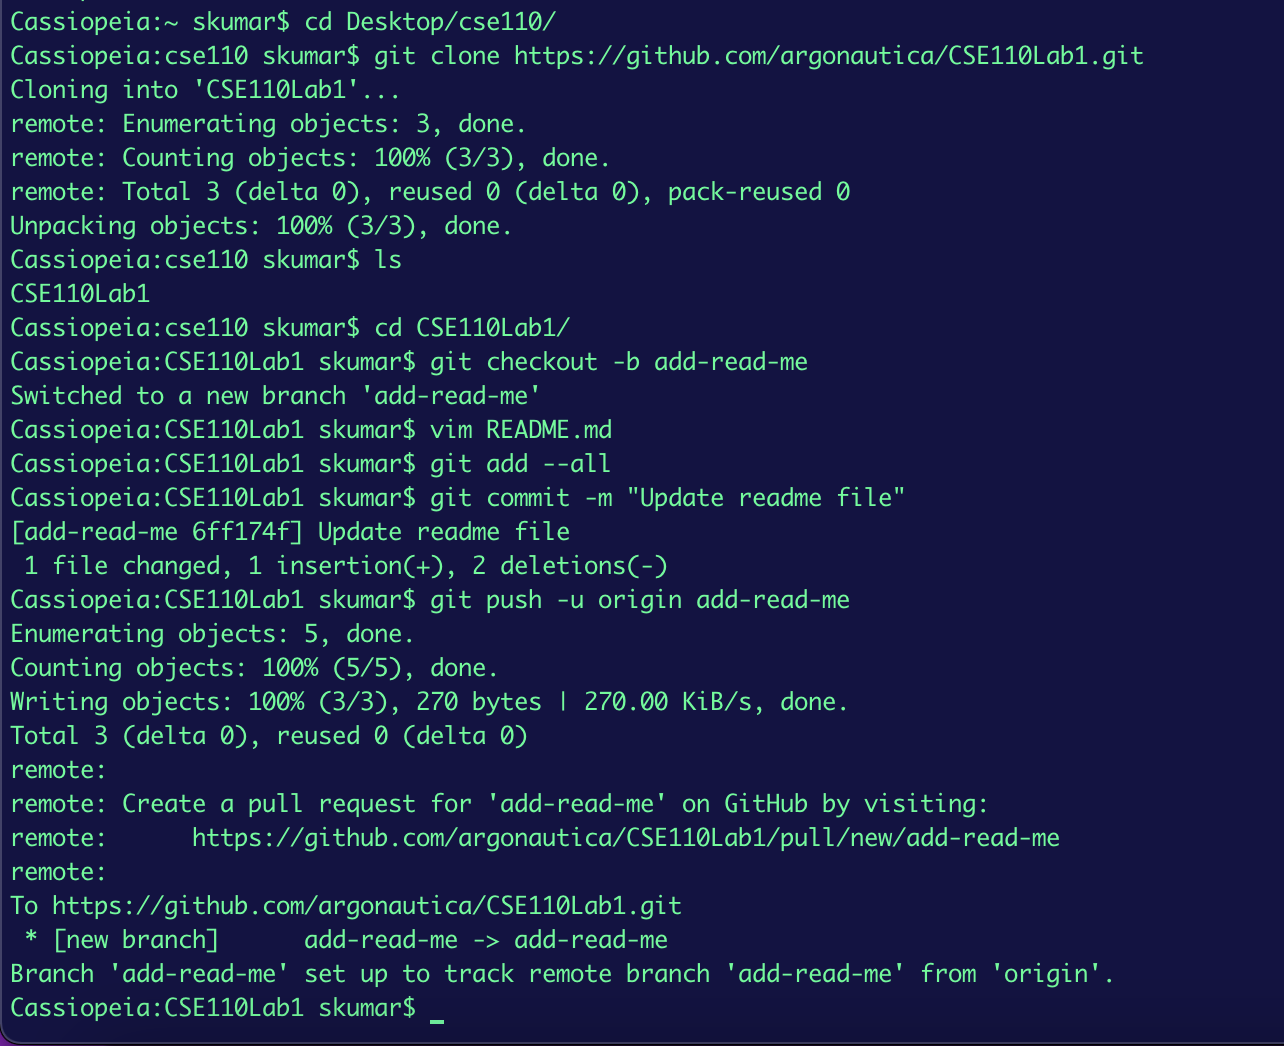 Cassiopeia:~ skumar$ cd Desktop/cse110/
Cassiopeia:cse110 skumar$ git clone https://github.com/argonautica/CSE110Lab1.git
Cloning into 'CSE110Lab1'...
remote: Enumerating objects: 3, done.
remote: Counting objects: 100% (3/3), done.
remote: Total 3 (delta 0), reused 0 (delta 0), pack-reused 0
Unpacking objects: 100% (3/3), done.
Cassiopeia:cse110 skumar$ ls
CSE110Lab1
Cassiopeia:cse110 skumar$ cd CSE110Lab1/
Cassiopeia:CSE110Lab1 skumar$ git checkout -b add-read-me
Switched to a new branch 'add-read-me'
Cassiopeia:CSE110Lab1 skumar$ vim README.md
Cassiopeia:CSE110Lab1 skumar$ git add --all
Cassiopeia:CSE110Lab1 skumar$ git commit -m "Update readme file"
[add-read-me 6ff174f] Update readme file
 1 file changed, 1 insertion(+), 2 deletions(-)
Cassiopeia:CSE110Lab1 skumar$ git push -u origin add-read-me
Enumerating objects: 5, done.
Counting objects: 100% (5/5), done.
Writing objects: 100% (3/3), 270 bytes | 270.00 KiB/s, done.
Total 3 (delta 0), reused 0 (delta 0)
remote:
remote: Create a pull request for 'add-read-me' on GitHub by visiting:
remote:      https://github.com/argonautica/CSE110Lab1/pull/new/add-read-me
remote:
To https://github.com/argonautica/CSE110Lab1.git
 * [new branch]      add-read-me -> add-read-me
Branch 'add-read-me' set up to track remote branch 'add-read-me' from 'origin'.
Cassiopeia:CSE110Lab1 skumar$ _